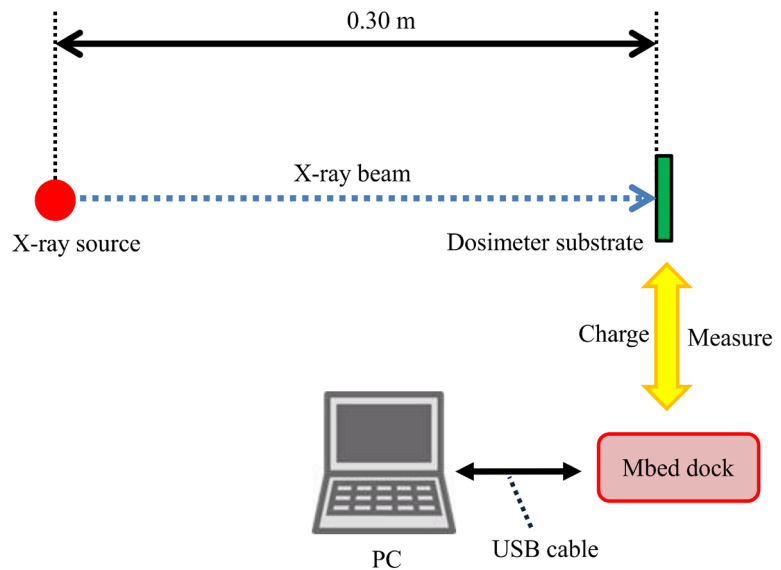 0.30 m
X-ray beam
X-ray source
Dosimeter substrate
Charge
Measure
Mbed dock
PC
USB cable